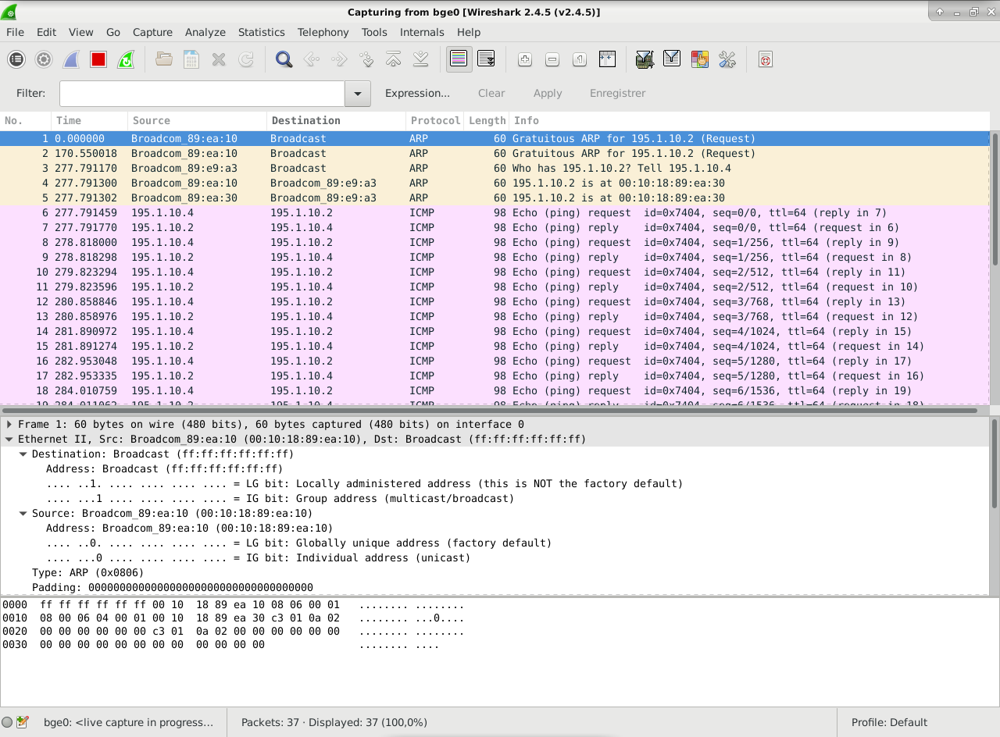 Capturing from bge0 [Wireshark 2.4.5 (v2.4.5)]
File Edit View Go Capture Analyze Statistics Telephony Tools Internals Help
Filter: Expression... Clear Apply Enregistrer
No. Time Source Destination Protocol Length Info
1 0.000000 Broadcom_89:ea:10 Broadcast ARP 60 Gratuitous ARP for 195.1.10.2 (Request)
2 170.550018 Broadcom_89:ea:10 Broadcast ARP 60 Gratuitous ARP for 195.1.10.2 (Request)
3 277.791170 Broadcom_89:e9:a3 Broadcast ARP 60 Who has 195.1.10.2? Tell 195.1.10.4
4 277.791300 Broadcom_89:ea:10 Broadcom_89:e9:a3 ARP 60 195.1.10.2 is at 00:10:18:89:ea:30
5 277.791302 Broadcom_89:ea:30 Broadcom_89:e9:a3 ARP 60 195.1.10.2 is at 00:10:18:89:ea:30
6 277.791459 195.1.10.4 195.1.10.2 ICMP 98 Echo (ping) request id=0x7404, seq=0/0, ttl=64 (reply in 7)
7 277.791770 195.1.10.2 195.1.10.4 ICMP 98 Echo (ping) reply id=0x7404, seq=0/0, ttl=64 (request in 6)
8 278.818000 195.1.10.4 195.1.10.2 ICMP 98 Echo (ping) request id=0x7404, seq=1/256, ttl=64 (reply in 9)
9 278.818298 195.1.10.2 195.1.10.4 ICMP 98 Echo (ping) reply id=0x7404, seq=1/256, ttl=64 (request in 8)
10 279.823294 195.1.10.4 195.1.10.2 ICMP 98 Echo (ping) request id=0x7404, seq=2/512, ttl=64 (reply in 11)
11 279.823596 195.1.10.2 195.1.10.4 ICMP 98 Echo (ping) reply id=0x7404, seq=2/512, ttl=64 (request in 10)
12 280.858846 195.1.10.4 195.1.10.2 ICMP 98 Echo (ping) request id=0x7404, seq=3/768, ttl=64 (reply in 13)
13 280.858976 195.1.10.2 195.1.10.4 ICMP 98 Echo (ping) reply id=0x7404, seq=3/768, ttl=64 (request in 12)
14 281.890972 195.1.10.4 195.1.10.2 ICMP 98 Echo (ping) request id=0x7404, seq=4/1024, ttl=64 (reply in 15)
15 281.891274 195.1.10.2 195.1.10.4 ICMP 98 Echo (ping) reply id=0x7404, seq=4/1024, ttl=64 (request in 14)
16 282.953048 195.1.10.4 195.1.10.2 ICMP 98 Echo (ping) request id=0x7404, seq=5/1280, ttl=64 (reply in 17)
17 282.953335 195.1.10.2 195.1.10.4 ICMP 98 Echo (ping) reply id=0x7404, seq=5/1280, ttl=64 (request in 16)
18 284.010759 195.1.10.4 195.1.10.2 ICMP 98 Echo (ping) request id=0x7404, seq=6/1536, ttl=64 (reply in 19)
19 284.011062 195.1.10.2 195.1.10.4 ICMP 98 Echo (ping) reply id=0x7404, seq=6/1536, ttl=64 (request in 18)
Frame 1: 60 bytes on wire (480 bits), 60 bytes captured (480 bits) on interface 0
Ethernet II, Src: Broadcom_89:ea:10 (00:10:18:89:ea:10), Dst: Broadcast (ff:ff:ff:ff:ff:ff)
Destination: Broadcast (ff:ff:ff:ff:ff:ff)
Address: Broadcast (ff:ff:ff:ff:ff:ff)
.... ..1. .... .... .... .... = LG bit: Locally administered address (this is NOT the factory default)
.... ...1 .... .... .... .... = IG bit: Group address (multicast/broadcast)
Source: Broadcom_89:ea:10 (00:10:18:89:ea:10)
Address: Broadcom_89:ea:10 (00:10:18:89:ea:10)
.... ..0. .... .... .... .... = LG bit: Globally unique address (factory default)
.... ...0 .... .... .... .... = IG bit: Individual address (unicast)
Type: ARP (0x0806)
Padding: 000000000000000000000000000000000000
0000 ff ff ff ff ff ff 00 10 18 89 ea 10 08 06 00 01 ........ ........
0010 08 00 06 04 00 01 00 10 18 89 ea 30 c3 01 0a 02 ........ ...0....
0020 00 00 00 00 00 00 c3 01 0a 02 00 00 00 00 00 00 ........ ........
0030 00 00 00 00 00 00 00 00 00 00 00 00 ........ ....
bge0: <live capture in progress... Packets: 37 · Displayed: 37 (100,0%) Profile: Default